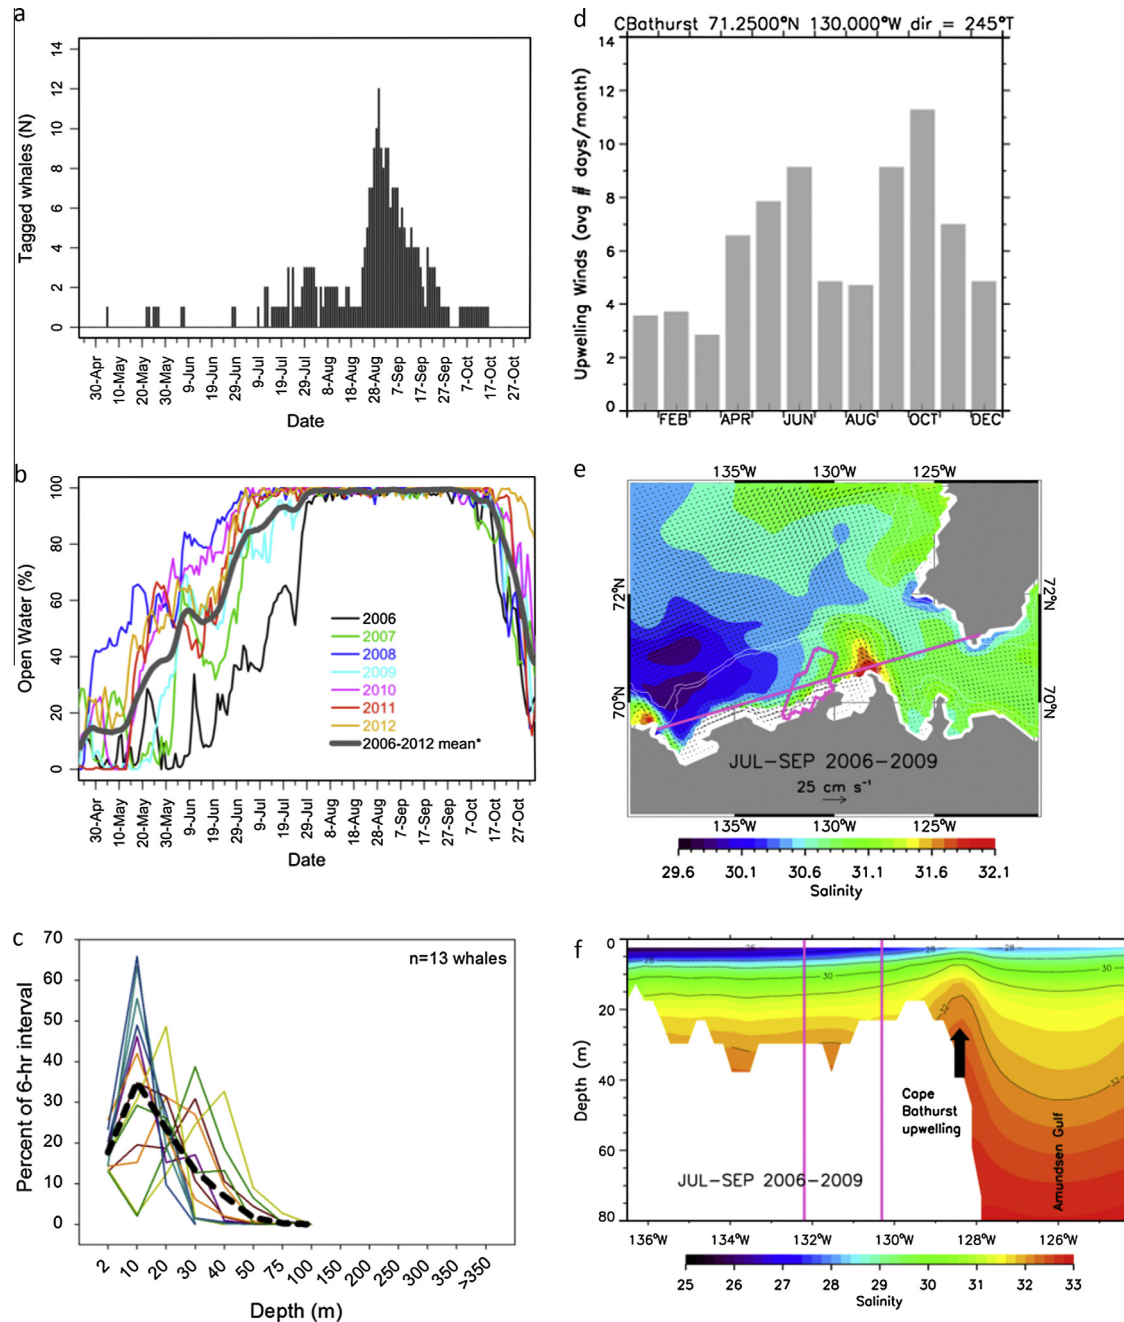 a
Tagged whales (N)
14
12
10
8
6
4
2
0
30-Apr
10-May
20-May
30-May
9-Jun
19-Jun
29-Jun
9-Jul
19-Jul
29-Jul
8-Aug
18-Aug
28-Aug
7-Sep
17-Sep
27-Sep
7-Oct
17-Oct
27-Oct
Date
b
Open Water (%)
100
80
60
40
20
0
2006
2007
2008
2009
2010
2011
2012
2006-2012 mean*
30-Apr
10-May
20-May
30-May
9-Jun
19-Jun
29-Jun
9-Jul
19-Jul
29-Jul
8-Aug
18-Aug
28-Aug
7-Sep
17-Sep
27-Sep
7-Oct
17-Oct
27-Oct
Date
c
Percent of 6-hr interval
70
60
50
40
30
20
10
0
n=13 whales
2
10
20
30
40
50
75
100
150
200
250
300
350
>350
Depth (m)
d
CBathurst 71.2500°N 130.000°W dir = 245°T
Upwelling Winds (avg # days/month)
14
12
10
8
6
4
2
0
FEB
APR
JUN
AUG
OCT
DEC
e
135°W
130°W
125°W
72°N
70°N
72°N
70°N
JUL-SEP 2006-2009
25 cm s⁻¹
135°W
130°W
125°W
29.6
30.1
30.6
31.1
31.6
32.1
Salinity
f
Depth (m)
0
20
40
60
80
26
28
28
28
30
30
32
32
Cape
Bathurst
upwelling
Amundsen Gulf
JUL-SEP 2006-2009
136°W
134°W
132°W
130°W
128°W
126°W
25
26
27
28
29
30
31
32
33
Salinity